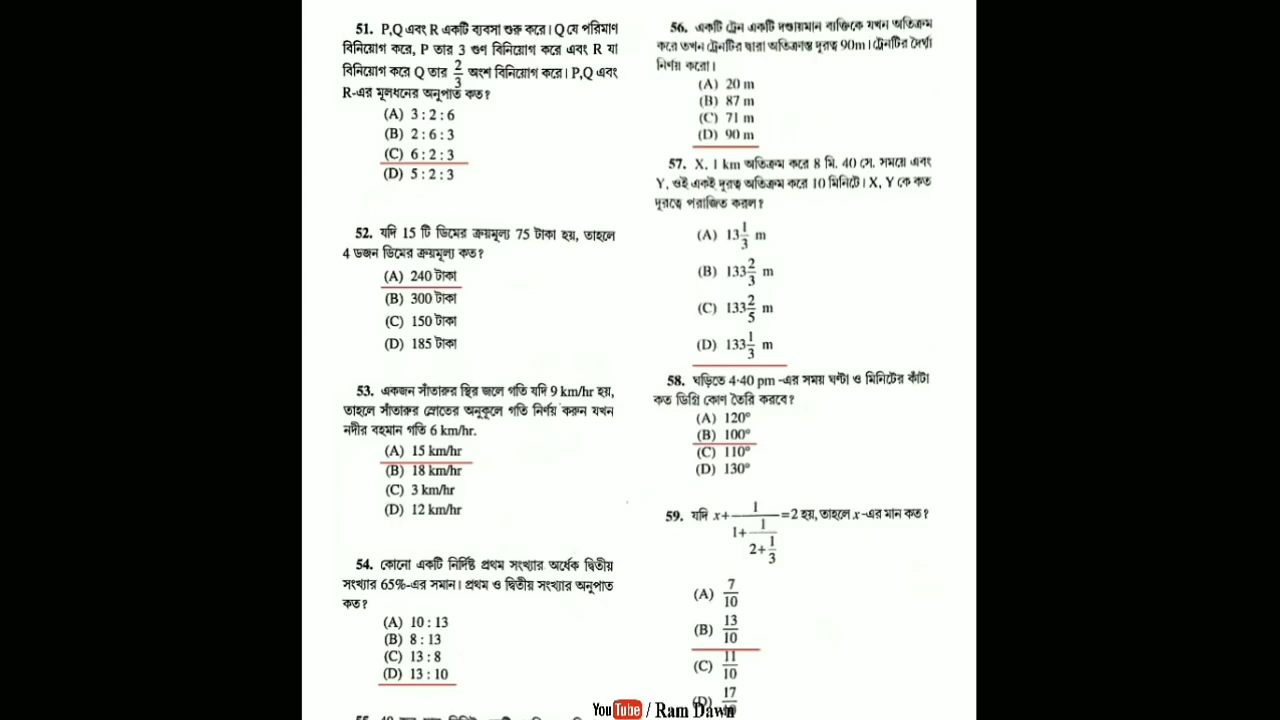 51. P,Q এবং R একটি ব্যবসা শুরু করে। Q যে পরিমাণ
বিনিয়োগ করে, P তার 3 গুণ বিনিয়োগ করে এবং R যা
বিনিয়োগ করে Q তার 2/3 অংশ বিনিয়োগ করে। P,Q এবং
R-এর মূলধনের অনুপাত কত?
(A) 3 : 2 : 6
(B) 2 : 6 : 3
(C) 6 : 2 : 3
(D) 5 : 2 : 3
52. যদি 15 টি ডিমের ক্রয়মূল্য 75 টাকা হয়, তাহলে
4 ডজন ডিমের ক্রয়মূল্য কত?
(A) 240 টাকা
(B) 300 টাকা
(C) 150 টাকা
(D) 185 টাকা
53. একজন সাঁতারুর স্থির জলে গতি যদি 9 km/hr হয়,
তাহলে সাঁতারুর স্রোতের অনুকূলে গতি নির্ণয় করুন যখন
নদীর বহমান গতি 6 km/hr.
(A) 15 km/hr
(B) 18 km/hr
(C) 3 km/hr
(D) 12 km/hr
54. কোনো একটি নির্দিষ্ট প্রথম সংখ্যার অর্ধেক দ্বিতীয়
সংখ্যার 65%-এর সমান। প্রথম ও দ্বিতীয় সংখ্যার অনুপাত
কত?
(A) 10 : 13
(B) 8 : 13
(C) 13 : 8
(D) 13 : 10
56. একটি ট্রেন একটি দণ্ডায়মান ব্যক্তিকে যখন অতিক্রম
করে তখন ট্রেনটির দ্বারা অতিক্রান্ত দূরত্ব 90m। ট্রেনটির দৈর্ঘ্য
নির্ণয় করো।
(A) 20 m
(B) 87 m
(C) 71 m
(D) 90 m
57. X, 1 km অতিক্রম করে 8 মি. 40 সে. সময়ে এবং
Y, ওই একই দূরত্ব অতিক্রম করে 10 মিনিটে। X, Y কে কত
দূরত্বে পরাজিত করল?
(A) 13 1/3 m
(B) 133 2/3 m
(C) 133 2/5 m
(D) 133 1/3 m
58. ঘড়িতে 4·40 pm -এর সময় ঘণ্টা ও মিনিটের কাঁটা
কত ডিগ্রি কোণ তৈরি করবে?
(A) 120°
(B) 100°
(C) 110°
(D) 130°
59. যদি x+1/(1+1/(2+1/3))=2 হয়, তাহলে x-এর মান কত?
(A) 7/10
(B) 13/10
(C) 11/10
(D) 17
YouTube / Ram Dawn